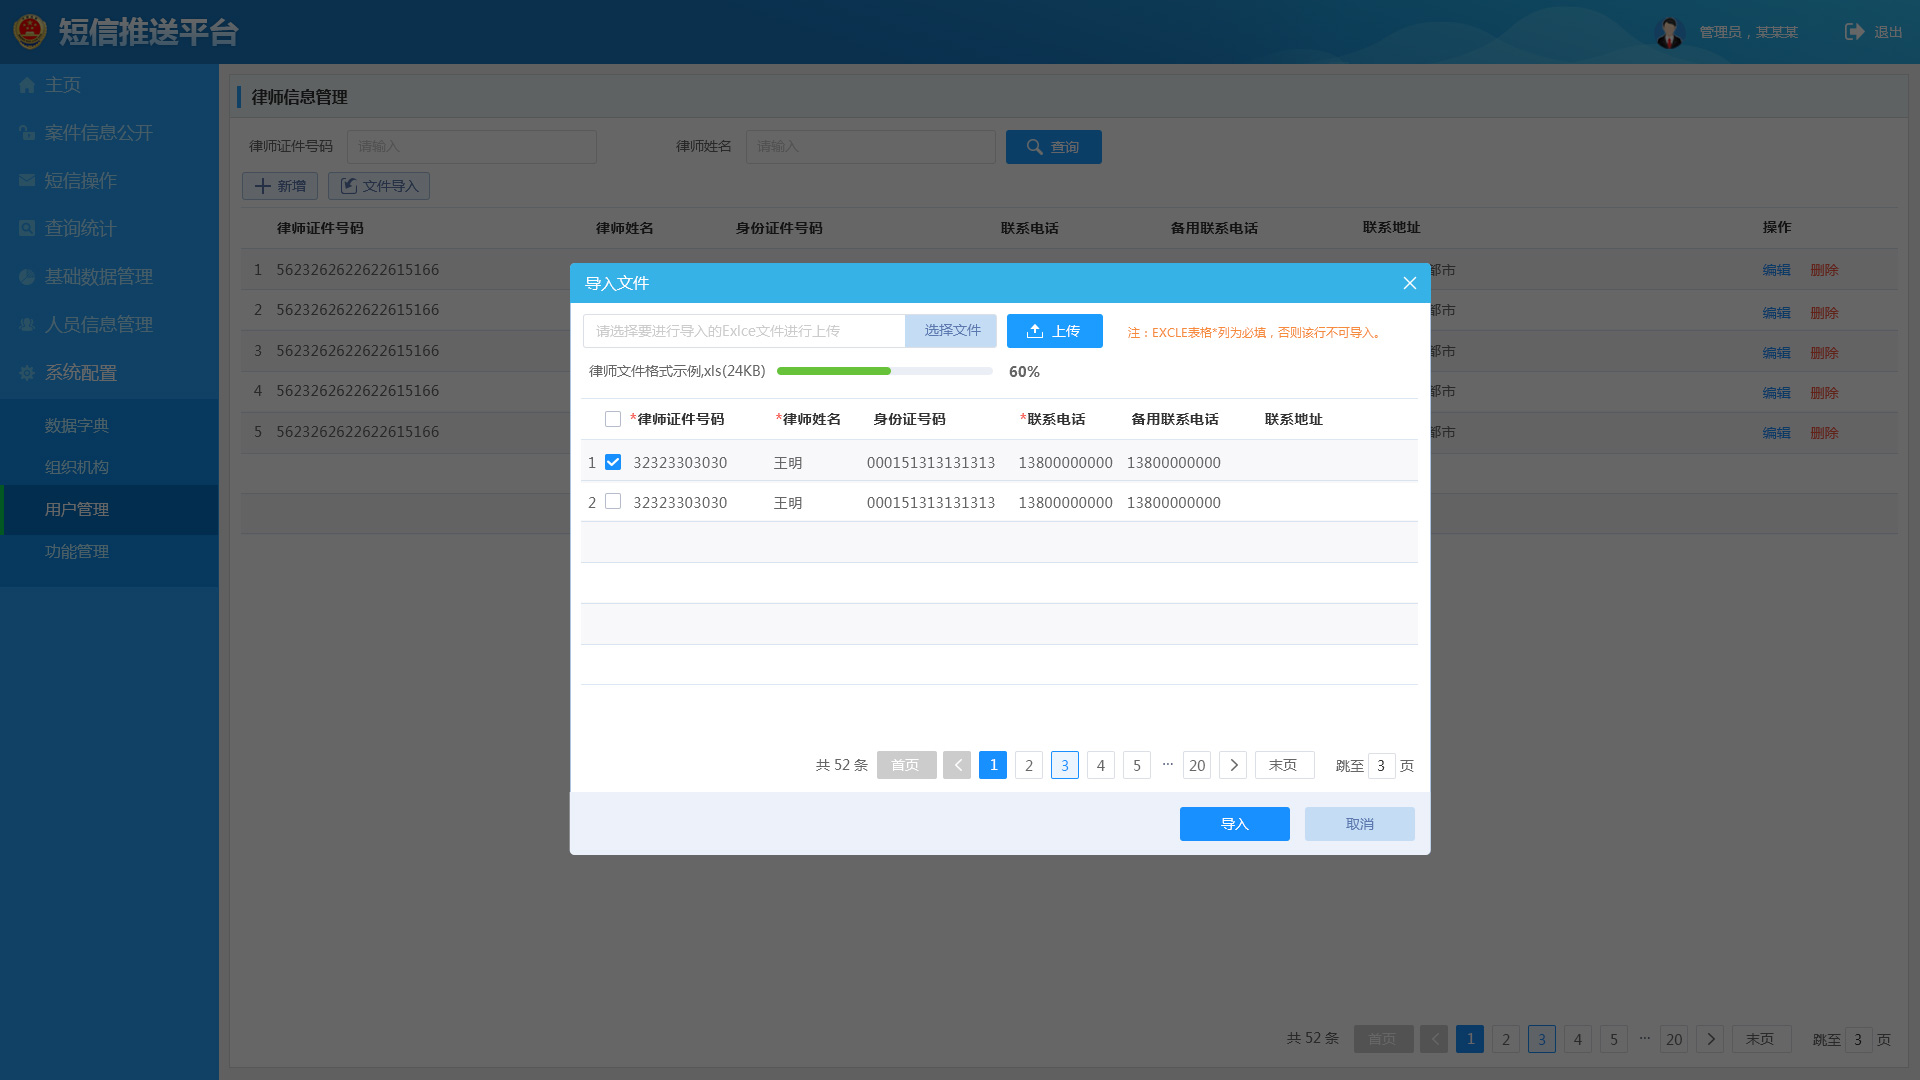 短信推送平台
管理员，某某某
退出
主页
案件信息公开
短信操作
查询统计
基础数据管理
人员信息管理
系统配置
数据字典
组织机构
用户管理
功能管理
律师信息管理
律师证件号码 请输入 律师姓名 请输入 查询
新增 文件导入
律师证件号码 律师姓名 身份证件号码 联系电话 备用联系电话 联系地址 操作
1 5623262622622615166 都市 编辑 删除
2 5623262622622615166 都市 编辑 删除
3 5623262622622615166 都市 编辑 删除
4 5623262622622615166 都市 编辑 删除
5 5623262622622615166 都市 编辑 删除
导入文件
请选择要进行导入的Exlce文件进行上传 选择文件 上传 注：EXCLE表格*列为必填，否则该行不可导入。
律师文件格式示例,xls(24KB) 60%
*律师证件号码 *律师姓名 身份证号码 *联系电话 备用联系电话 联系地址
1 32323303030 王明 000151313131313 13800000000 13800000000
2 32323303030 王明 000151313131313 13800000000 13800000000
共 52 条 首页 1 2 3 4 5 ··· 20 末页 跳至 3 页
导入 取消
共 52 条 首页 1 2 3 4 5 ··· 20 末页 跳至 3 页